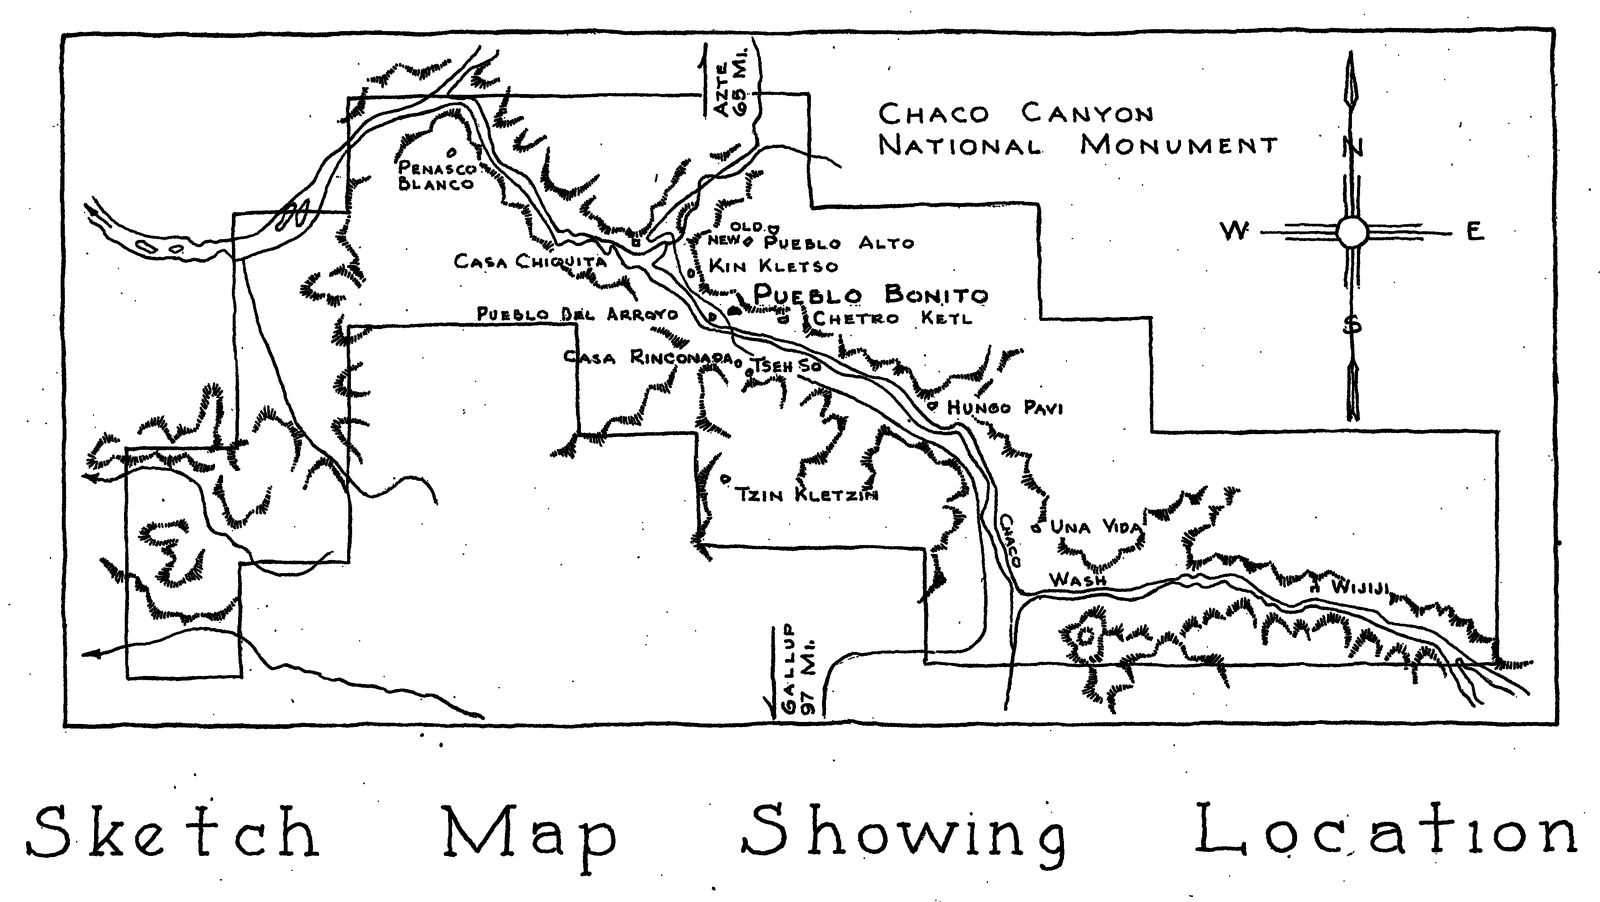 AZTE
65 MI.
CHACO CANYON
NATIONAL MONUMENT
N
W
E
S
PENASCO
BLANCO
OLD
NEW
PUEBLO ALTO
CASA CHIQUITA
KIN KLETSO
PUEBLO BONITO
PUEBLO DEL ARROYO
CHETRO KETL
CASA RINCONADA
TSEH SO
HUNGO PAVI
TZIN KLETZIN
UNA VIDA
CHACO
WASH
WIJIJI
GALLUP
97 MI.
Sketch Map Showing Location